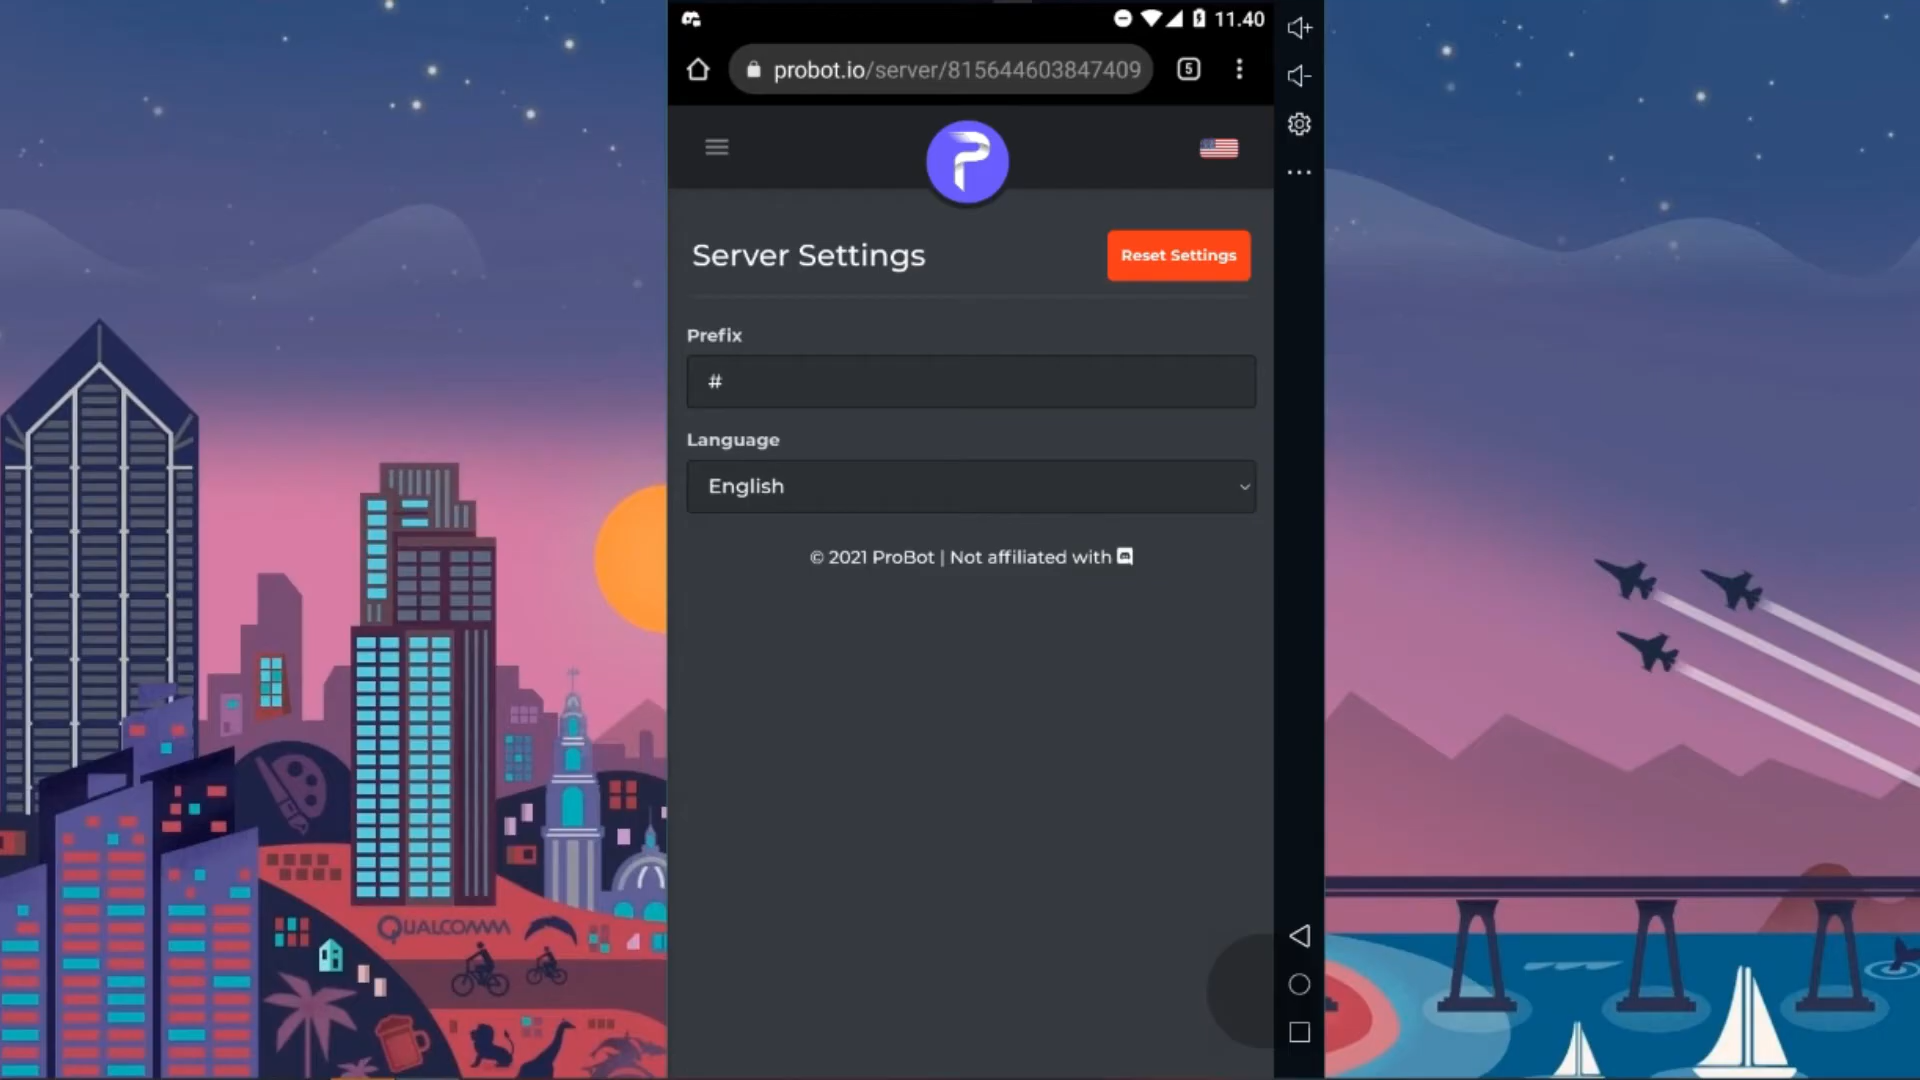 11.40
probot.io/server/815644603847409
5
Server Settings
Reset Settings
Prefix
#
Language
English
© 2021 ProBot | Not affiliated with
QUALCOMM